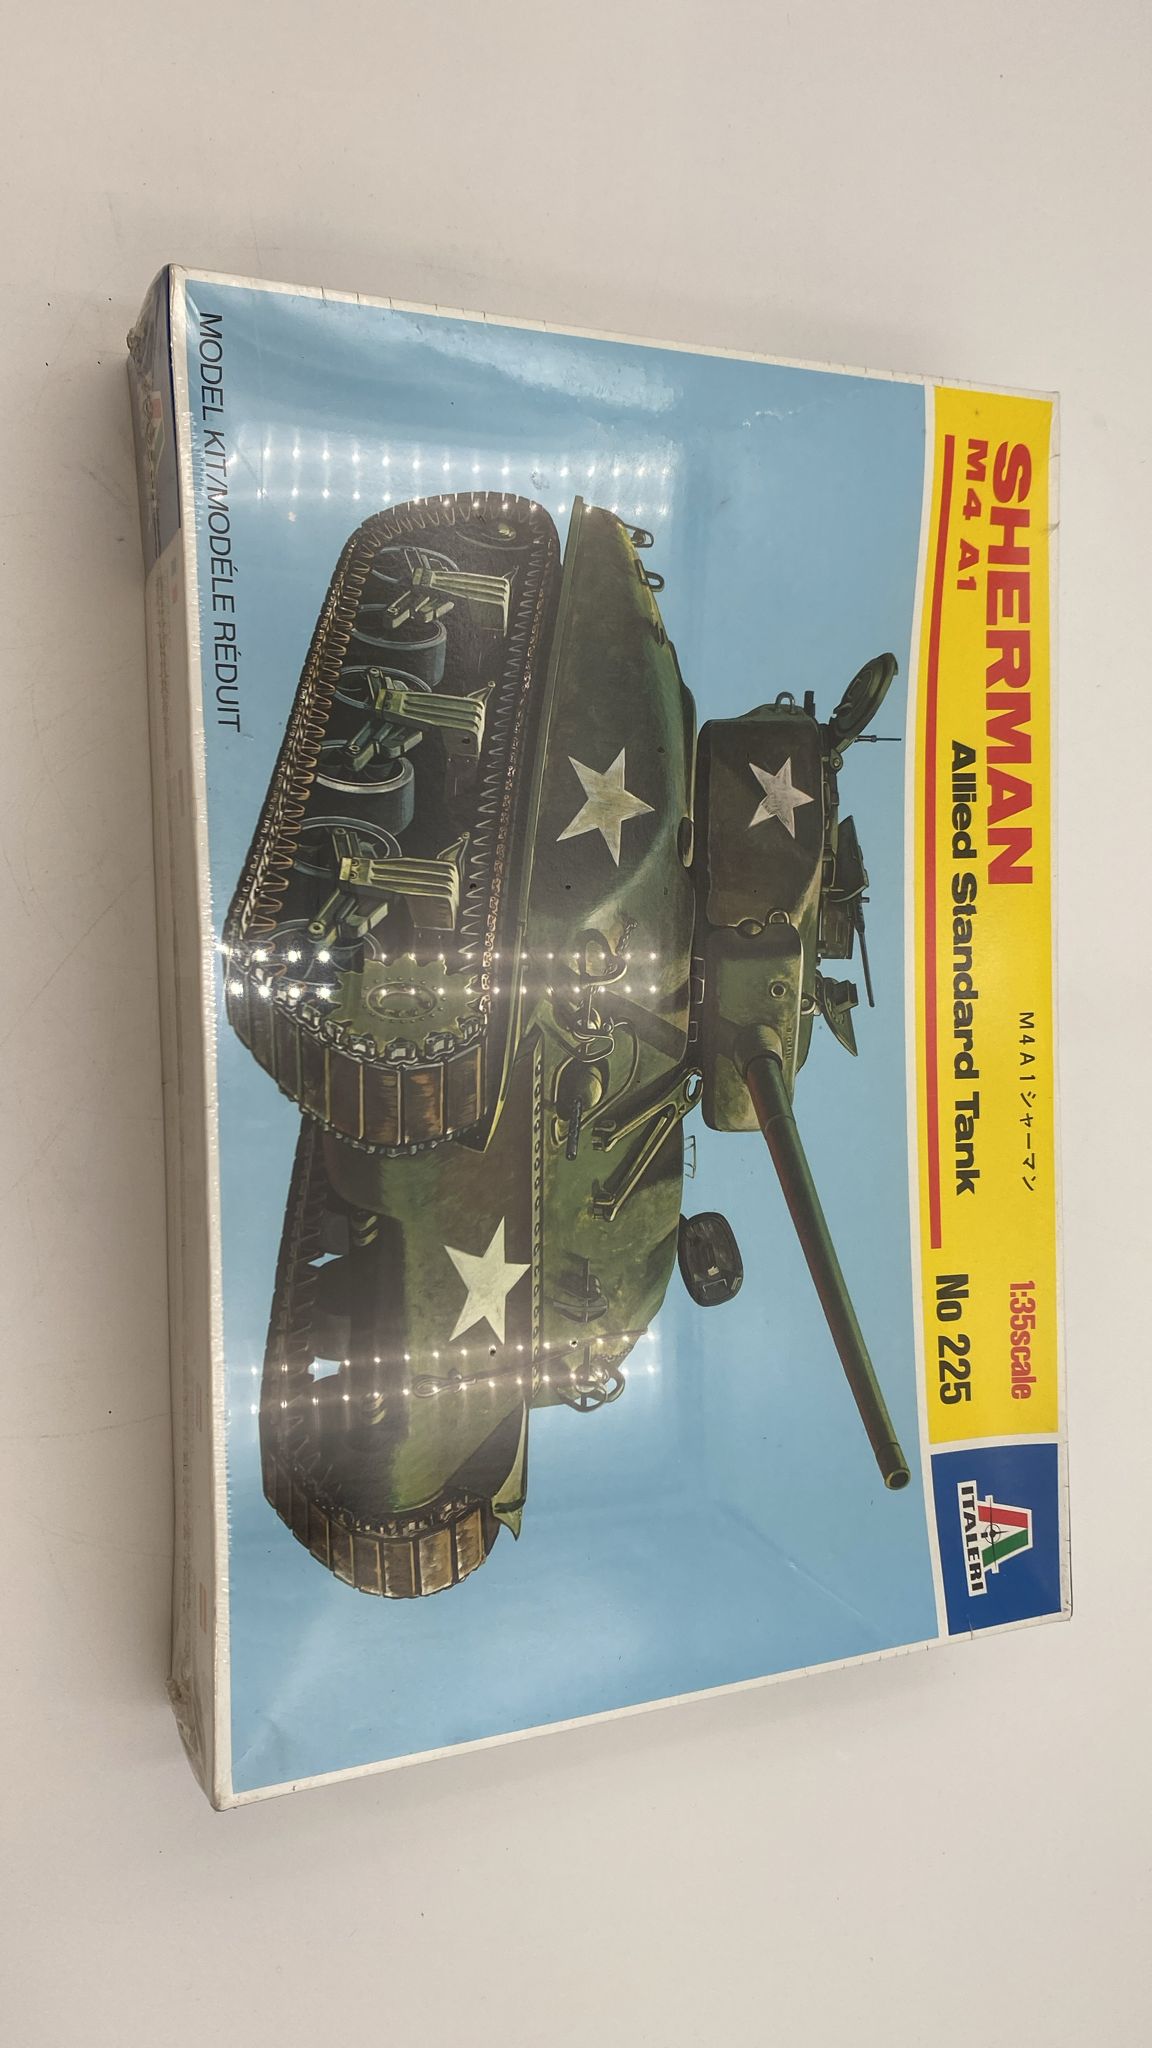 SHERMAN
M4 A1
Allied Standard Tank
M4A1シャーマン
1:35scale
No 225
ITALERI
MODEL KIT/MODÉLE RÉDUIT